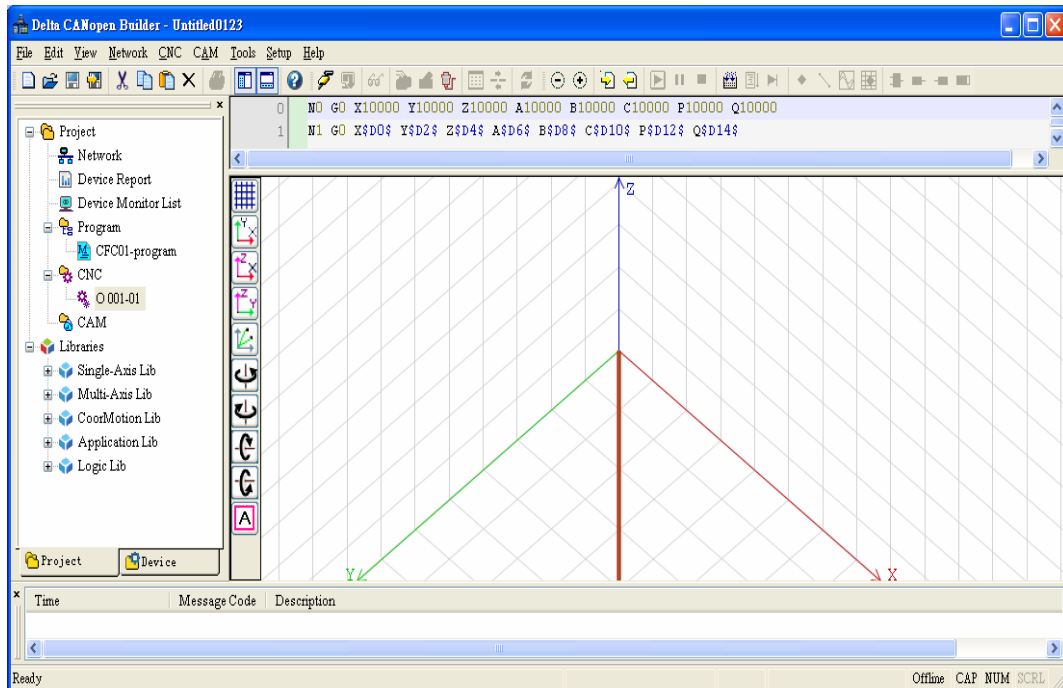 Delta CANopen Builder - Untitled0123
File Edit View Network CNC CAM Tools Setup Help
0 N0 G0 X10000 Y10000 Z10000 A10000 B10000 C10000 P10000 Q10000
1 N1 G0 X$D0$ Y$D2$ Z$D4$ A$D6$ B$D8$ C$D10$ P$D12$ Q$D14$
Project
Network
Device Report
Device Monitor List
Program
CFC01-program
CNC
O 001-01
CAM
Libraries
Single-Axis Lib
Multi-Axis Lib
CoorMotion Lib
Application Lib
Logic Lib
Project Device
Y X
Z X
Z Y
A
Z
Y
X
Time Message Code Description
Ready Offline CAP NUM SCRL